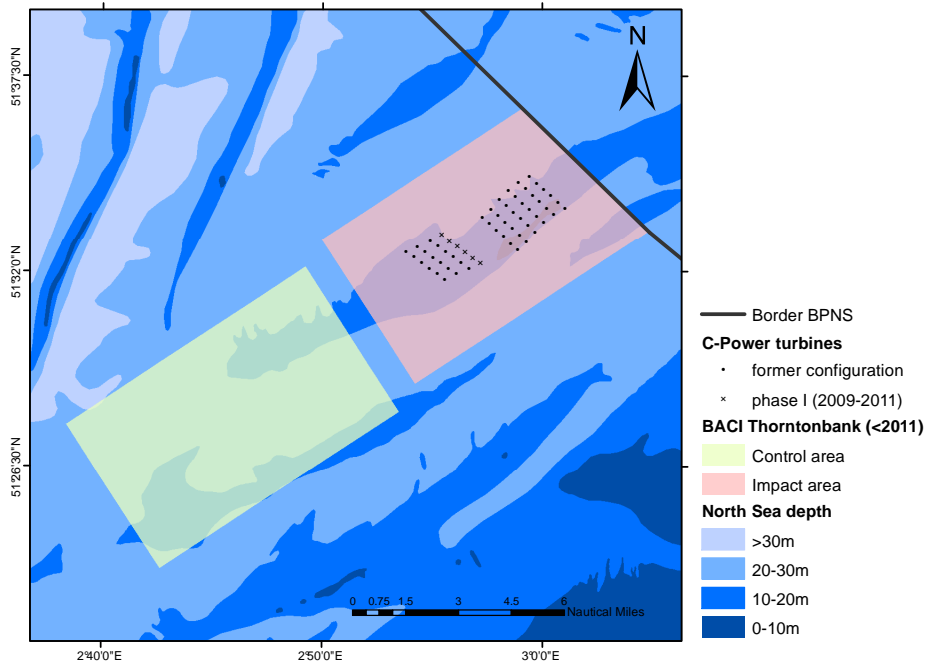 N
51°37'30"N
51°32'0"N
51°26'30"N
2°40'0"E
2°50'0"E
3°0'0"E
0 0.75 1.5 3 4.5 6
Nautical Miles
Border BPNS
C-Power turbines
former configuration
phase I (2009-2011)
BACI Thorntonbank (<2011)
Control area
Impact area
North Sea depth
>30m
20-30m
10-20m
0-10m